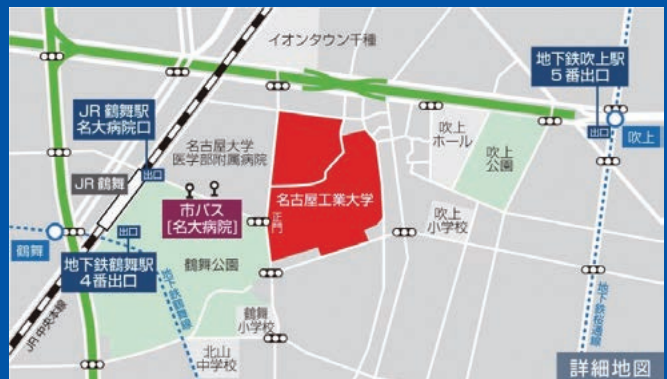 イオンタウン千種
地下鉄吹上駅
5番出口
JR 鶴舞駅
名大病院口
出口
吹上
名古屋大学
医学部附属病院
吹上
ホール
吹上
公園
JR 鶴舞
出口
名古屋工業大学
市バス
[名大病院]
正門
吹上
小学校
出口
鶴舞
地下鉄鶴舞駅
4番出口
鶴舞公園
地下鉄鶴舞線
地下鉄桜通線
JR中央本線
鶴舞
小学校
北山
中学校
詳細地図